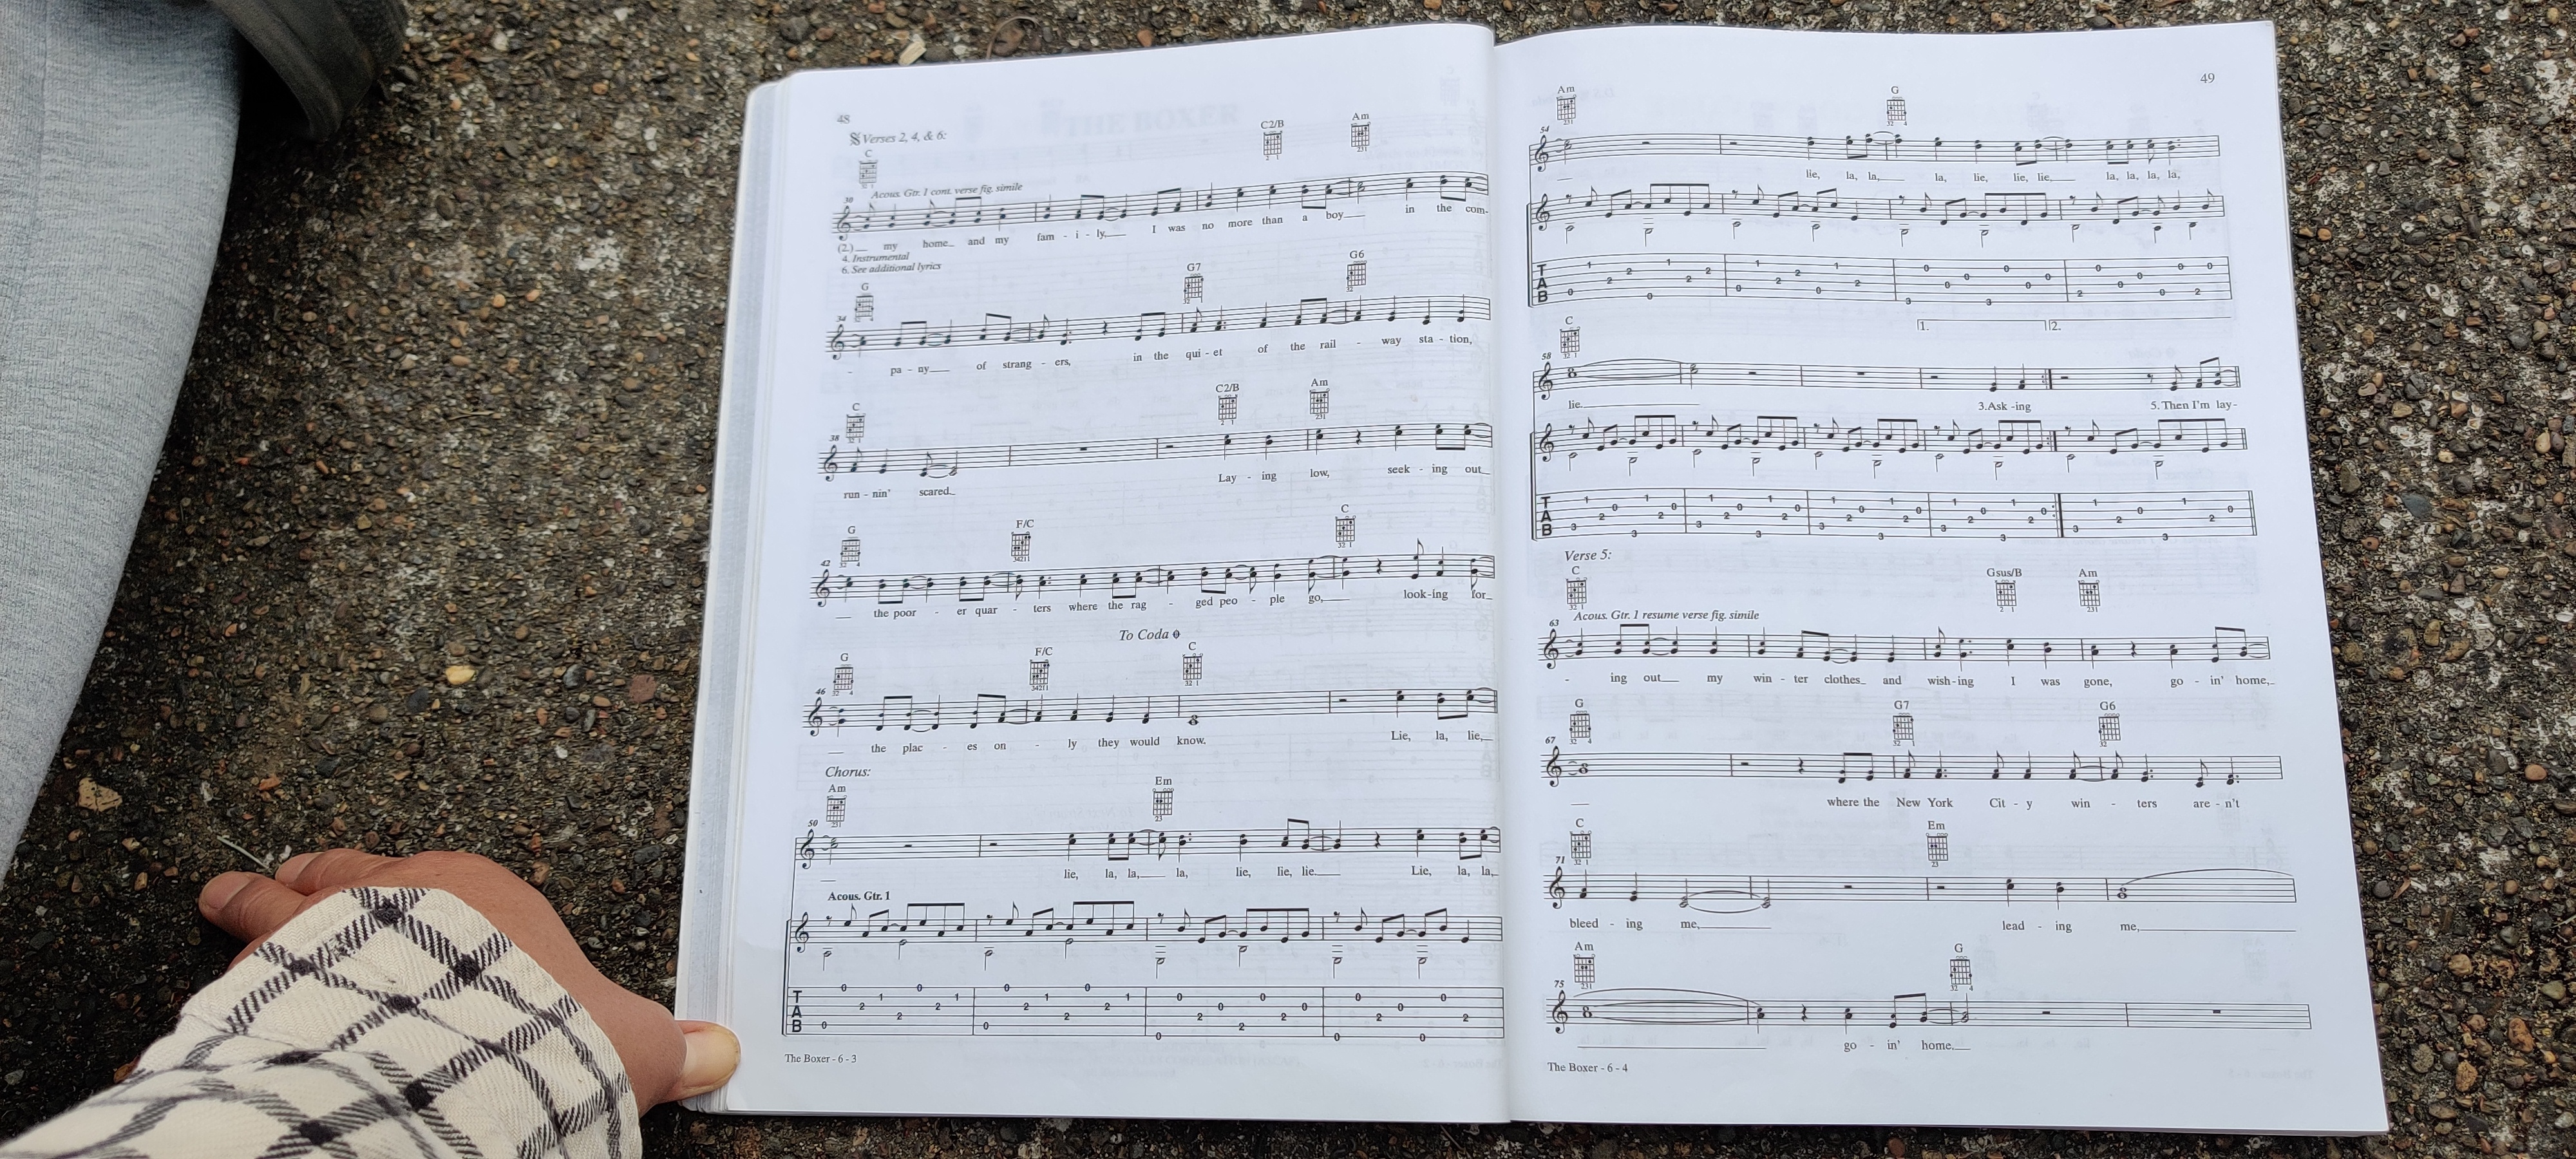 48
Verses 2, 4, & 6:
C C2/B Am
Acous. Gtr. 1 cont. verse fig. simile
30
(2.) my home and my fam - i - ly. I was no more than a boy in the com-
4. Instrumental
6. See additional lyrics
G G7 G6
34
- pa - ny of strang - ers, in the qui - et of the rail - way sta - tion,
C C2/B Am
38
run - nin' scared. Lay - ing low, seek - ing out
G F/C C
42
the poor - er quar - ters where the rag - ged peo - ple go, look-ing for
To Coda
G F/C C
46
the plac - es on - ly they would know. Lie, la, lie,
Chorus:
Am Em
50
lie, la, la, la, lie, lie, lie. Lie, la, la,
Acous. Gtr. 1
T
A
B
The Boxer - 6 - 3
49
Am G
54
lie, la, la, la, lie, lie, lie, la, la, la, la,
T
A
B
1. 2.
C
58
lie. 3.Ask -ing 5. Then I'm lay-
T
A
B
Verse 5:
C Gsus/B Am
Acous. Gtr. 1 resume verse fig. simile
63
- ing out my win - ter clothes and wish-ing I was gone, go - in' home,
G G7 G6
67
where the New York Cit - y win - ters are - n't
C Em
71
bleed - ing me, lead - ing me,
Am G
75
go - in' home.
The Boxer - 6 - 4